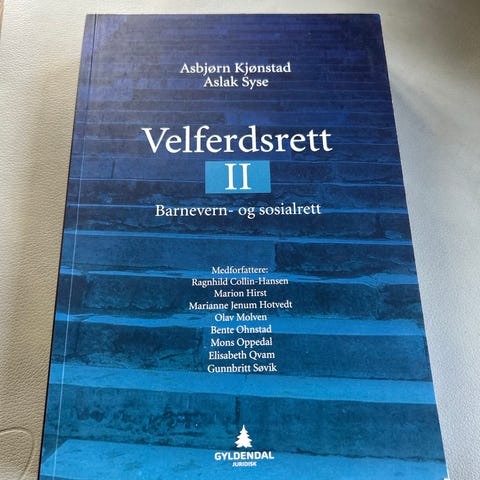 Asbjørn Kjønstad
Aslak Syse
Velferdsrett
II
Barnevern- og sosialrett
Medforfattere:
Ragnhild Collin-Hansen
Marion Hirst
Marianne Jenum Hotvedt
Olav Molven
Bente Ohnstad
Mons Oppedal
Elisabeth Qvam
Gunnbritt Søvik
GYLDENDAL
JURIDISK